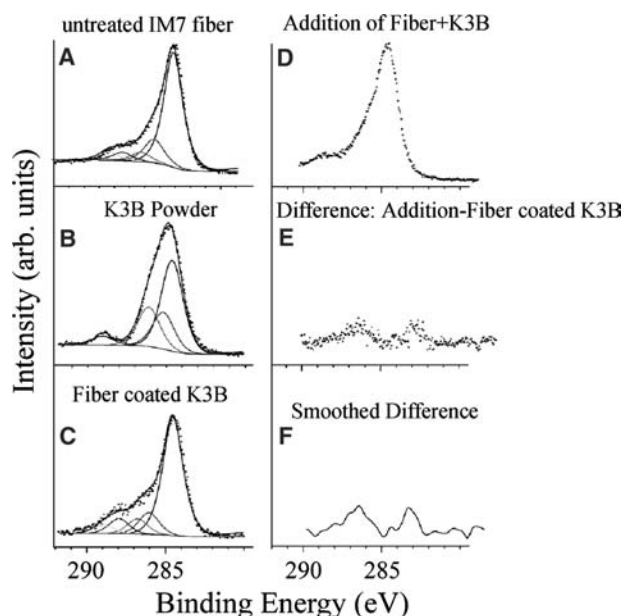 untreated IM7 fiber
A
K3B Powder
B
Fiber coated K3B
C
Addition of Fiber+K3B
D
Difference: Addition-Fiber coated K3B
E
Smoothed Difference
F
Intensity (arb. units)
290 285
290 285
Binding Energy (eV)